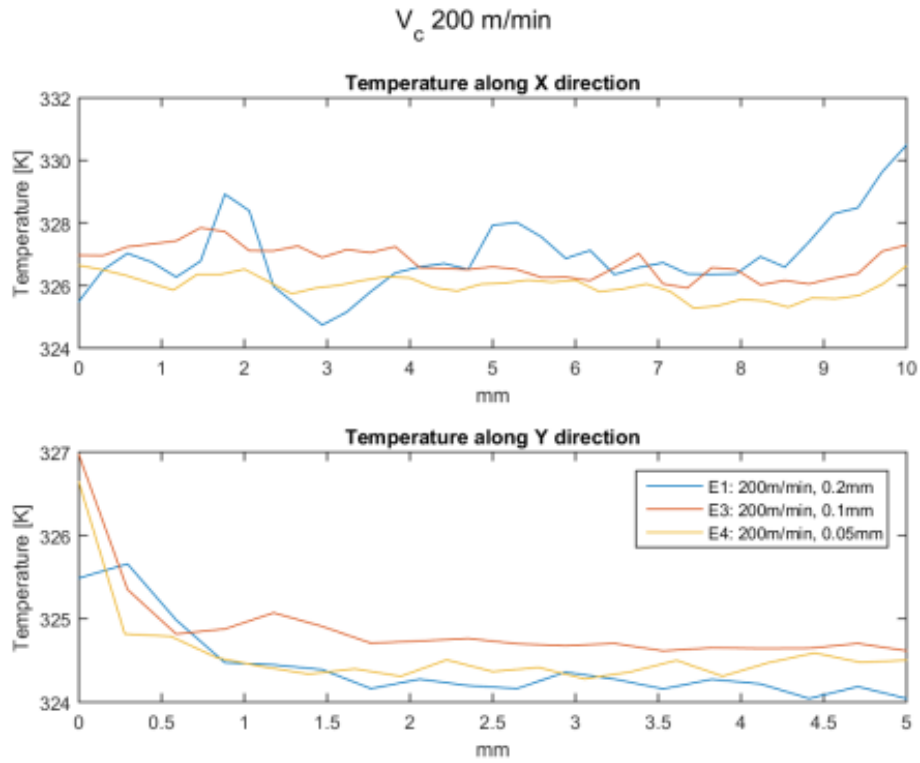 V_c 200 m/min
Temperature along X direction
332
330
328
326
324
Temperature [K]
0 1 2 3 4 5 6 7 8 9 10
mm
Temperature along Y direction
327
326
325
324
Temperature [K]
E1: 200m/min, 0.2mm
E3: 200m/min, 0.1mm
E4: 200m/min, 0.05mm
0 0.5 1 1.5 2 2.5 3 3.5 4 4.5 5
mm